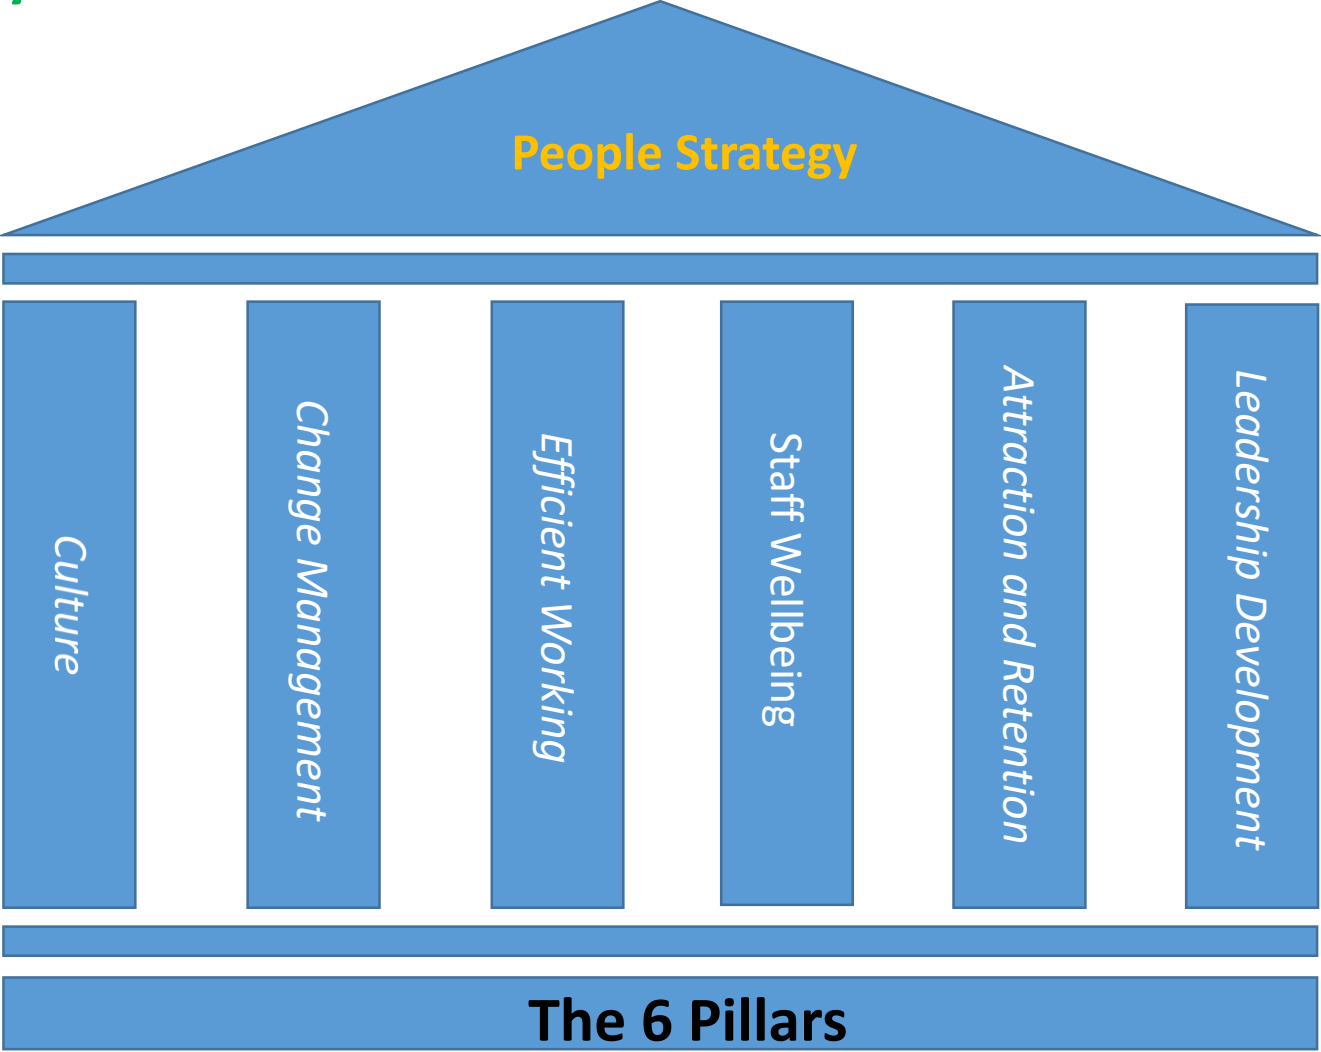 People Strategy
Culture
Change Management
Efficient Working
Staff Wellbeing
Attraction and Retention
Leadership Development
The 6 Pillars